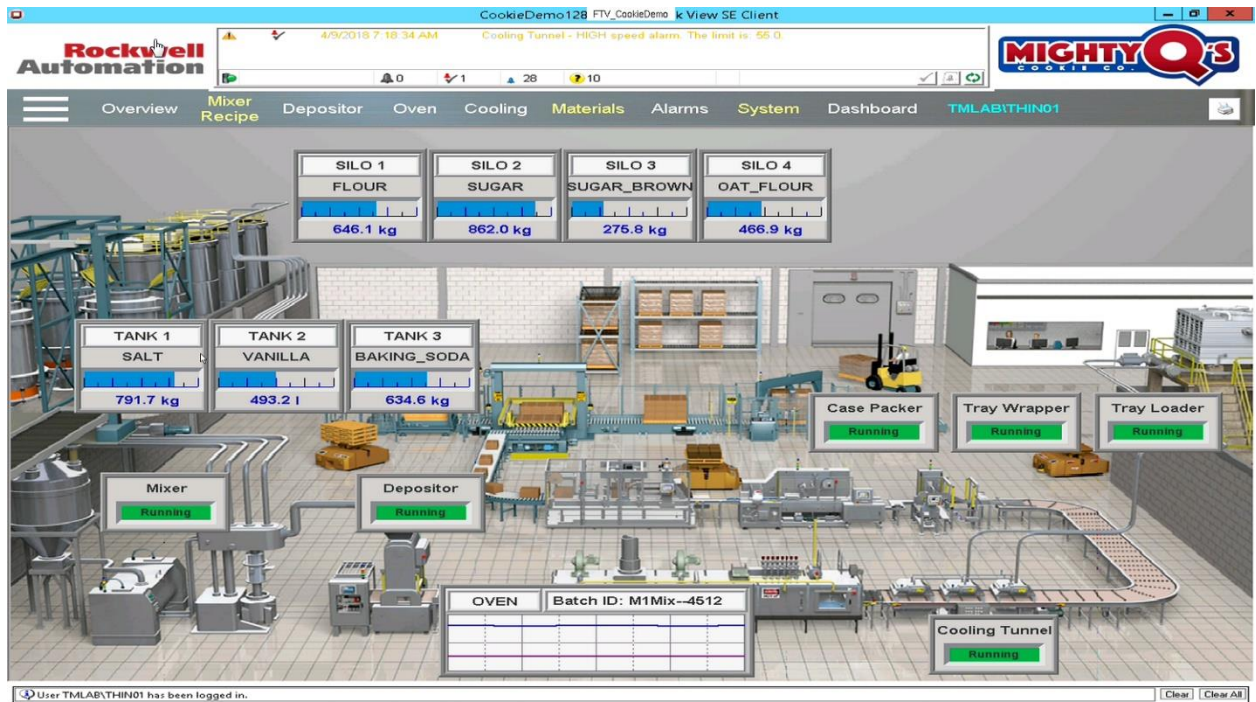 CookieDemo128 FTV_CookieDemo k View SE Client
Rockwell
Automation
4/9/2018 7:18:34 AM Cooling Tunnel - HIGH speed alarm. The limit is: 55.0.
0 1 28 10
MIGHTY Q'S
COOKIE CO.
Overview Mixer Recipe Depositor Oven Cooling Materials Alarms System Dashboard TMLAB\THIN01
SILO 1 SILO 2 SILO 3 SILO 4
FLOUR SUGAR SUGAR_BROWN OAT_FLOUR
646.1 kg 862.0 kg 275.8 kg 466.9 kg
TANK 1 TANK 2 TANK 3
SALT VANILLA BAKING_SODA
791.7 kg 493.2 l 634.6 kg
Case Packer Tray Wrapper Tray Loader
Running Running Running
Mixer Depositor
Running Running
OVEN Batch ID: M1Mix--4512
Cooling Tunnel
Running
User TMLAB\THIN01 has been logged in. Clear Clear All